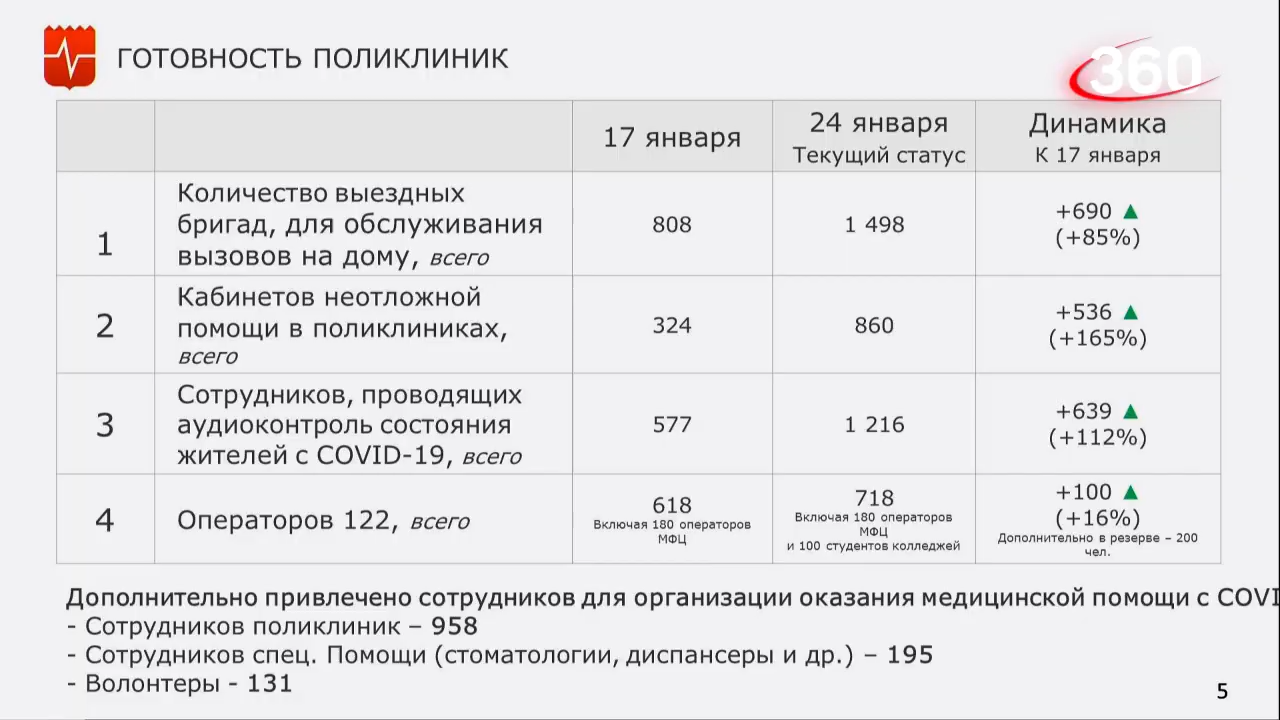 ГОТОВНОСТЬ ПОЛИКЛИНИК
360
17 января
24 января
Текущий статус
Динамика
К 17 января
1
Количество выездных
бригад, для обслуживания
вызовов на дому, всего
808
1 498
+690 ▲
(+85%)
2
Кабинетов неотложной
помощи в поликлиниках,
всего
324
860
+536 ▲
(+165%)
3
Сотрудников, проводящих
аудиоконтроль состояния
жителей с COVID-19, всего
577
1 216
+639 ▲
(+112%)
4
Операторов 122, всего
618
Включая 180 операторов
МФЦ
718
Включая 180 операторов
МФЦ
и 100 студентов колледжей
+100 ▲
(+16%)
Дополнительно в резерве – 200
чел.
Дополнительно привлечено сотрудников для организации оказания медицинской помощи с COVI
- Сотрудников поликлиник – 958
- Сотрудников спец. Помощи (стоматологии, диспансеры и др.) – 195
- Волонтеры - 131
5